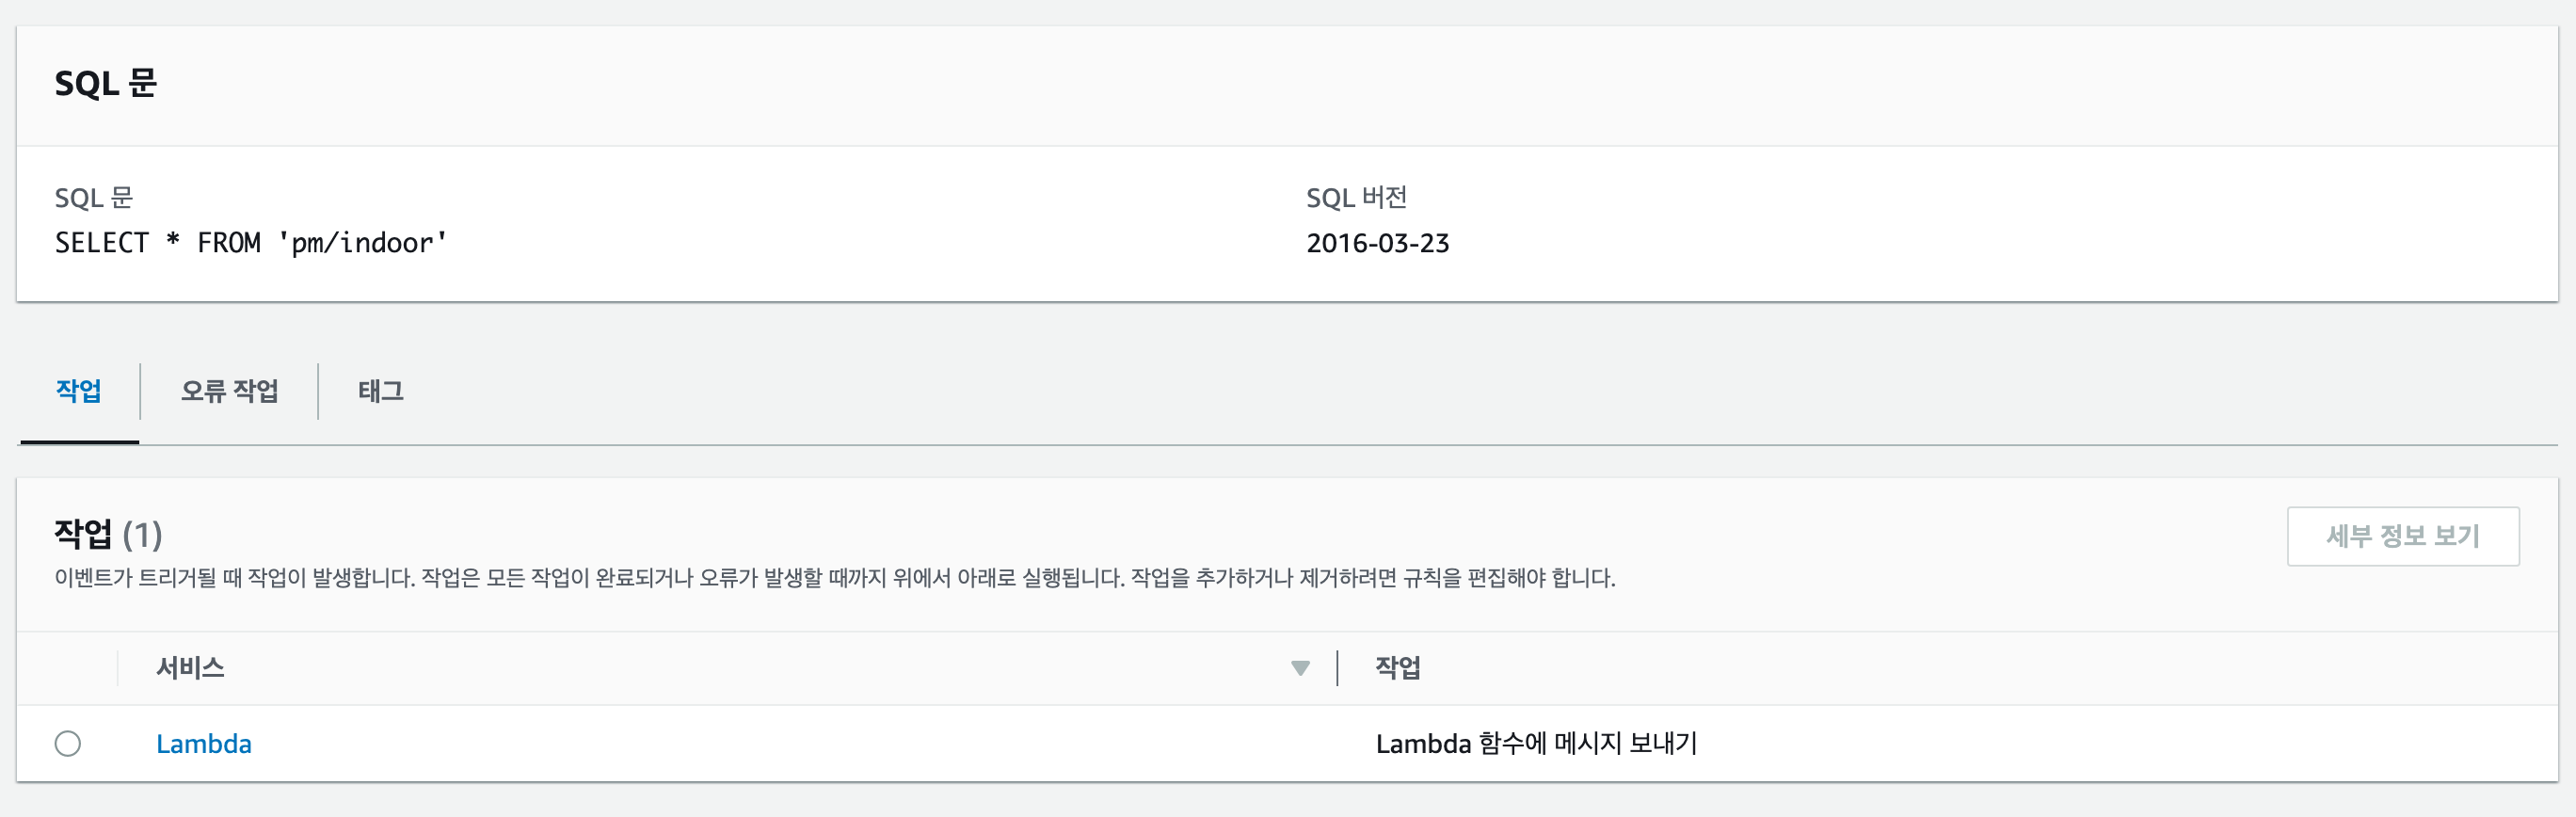 SQL 문
SQL 문
SELECT * FROM 'pm/indoor'
SQL 버전
2016-03-23
작업
오류 작업
태그
작업 (1)
세부 정보 보기
이벤트가 트리거될 때 작업이 발생합니다. 작업은 모든 작업이 완료되거나 오류가 발생할 때까지 위에서 아래로 실행됩니다. 작업을 추가하거나 제거하려면 규칙을 편집해야 합니다.
서비스
작업
Lambda
Lambda 함수에 메시지 보내기